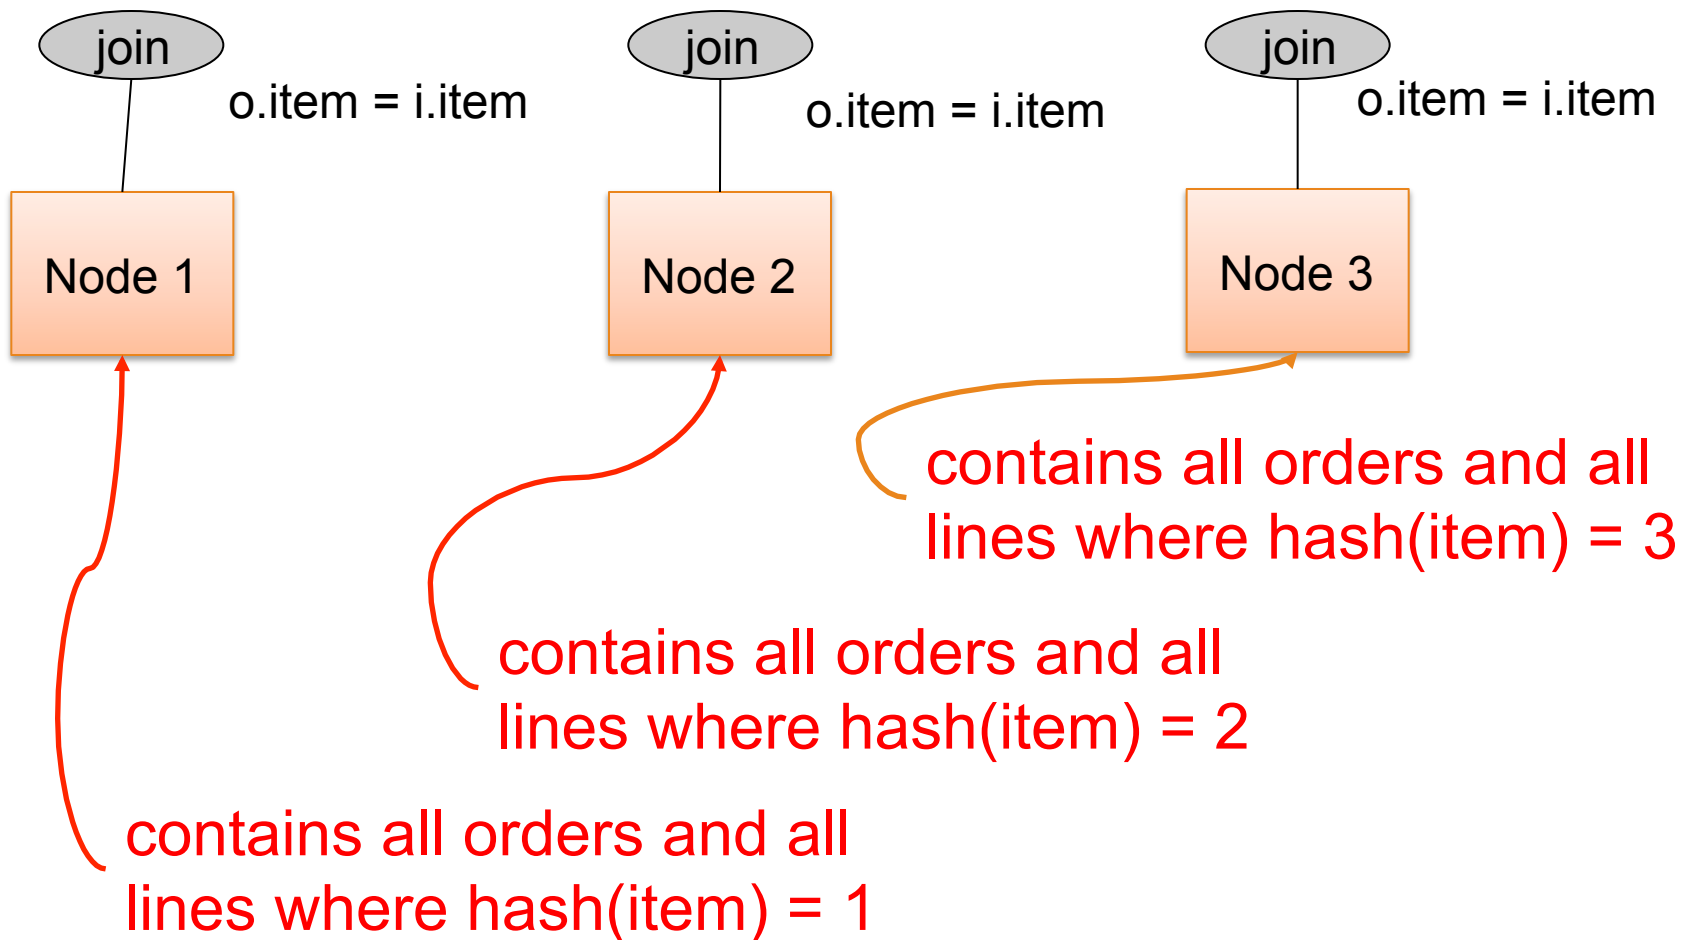 join
join
join
o.item = i.item
o.item = i.item
o.item = i.item
Node 1
Node 2
Node 3
contains all orders and all
lines where hash(item) = 3
contains all orders and all
lines where hash(item) = 2
contains all orders and all
lines where hash(item) = 1